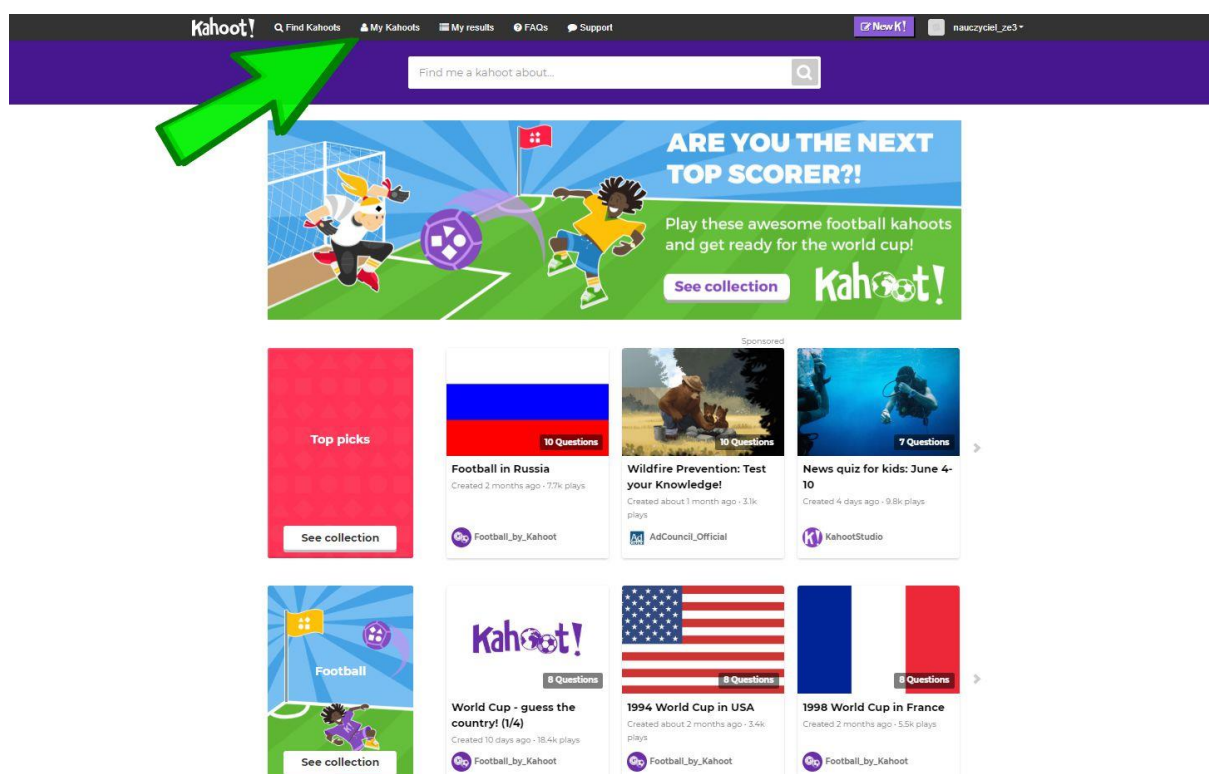 Kahoot! Find Kahoots My Kahoots My results FAQs Support New K! nauczyciel_ze3
Find me a kahoot about...
ARE YOU THE NEXT
TOP SCORER?!
Play these awesome football kahoots
and get ready for the world cup!
See collection Kahoot!
Sponsored
Top picks
See collection
10 Questions
Football in Russia
Created 2 months ago • 7.7k plays
Football_by_Kahoot
10 Questions
Wildfire Prevention: Test
your Knowledge!
Created about 1 month ago • 3.1k
plays
Ad AdCouncil_Official
7 Questions
News quiz for kids: June 4-
10
Created 4 days ago • 9.8k plays
K! KahootStudio
Football
See collection
Kahoot!
8 Questions
World Cup - guess the
country! (1/4)
Created 10 days ago • 18.4k plays
Football_by_Kahoot
8 Questions
1994 World Cup in USA
Created about 2 months ago • 3.4k
plays
Football_by_Kahoot
8 Questions
1998 World Cup in France
Created 2 months ago • 5.5k plays
Football_by_Kahoot